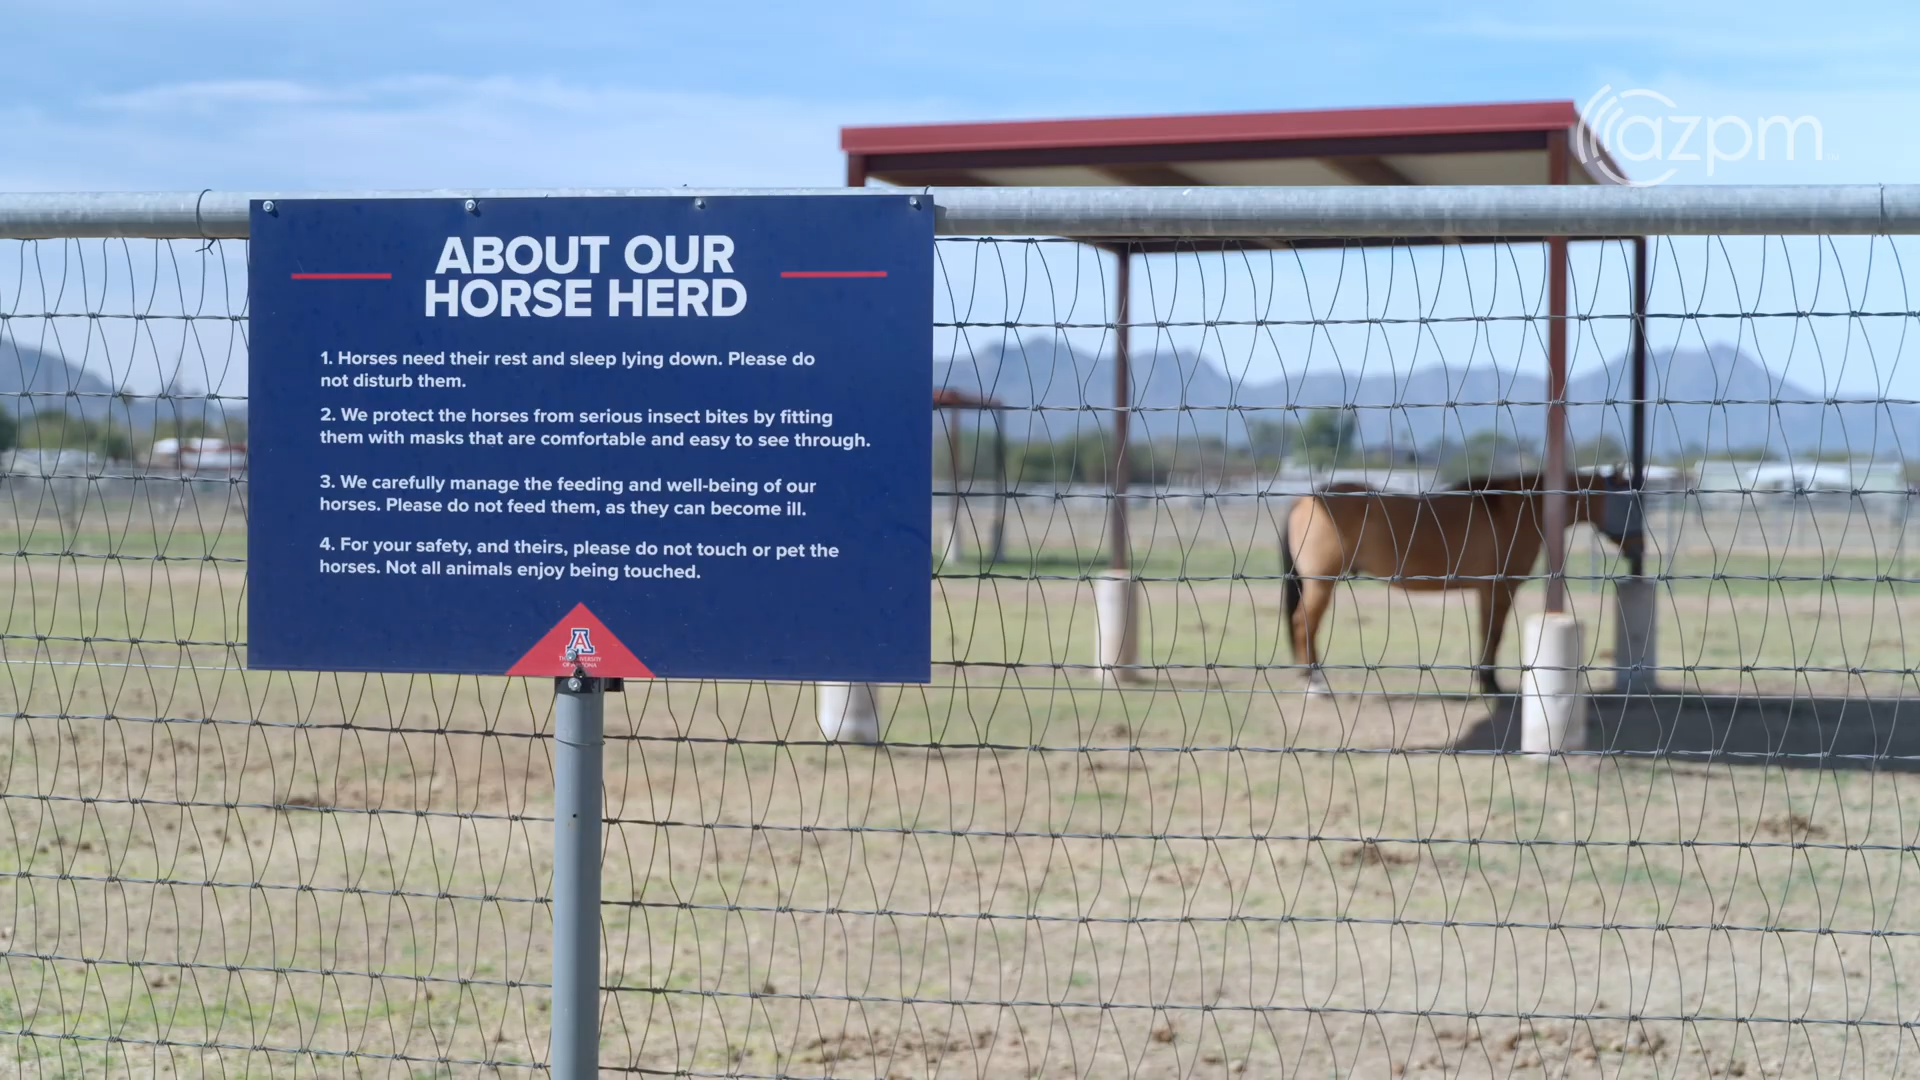 azpm
ABOUT OUR
HORSE HERD
1. Horses need their rest and sleep lying down. Please do
not disturb them.
2. We protect the horses from serious insect bites by fitting
them with masks that are comfortable and easy to see through.
3. We carefully manage the feeding and well-being of our
horses. Please do not feed them, as they can become ill.
4. For your safety, and theirs, please do not touch or pet the
horses. Not all animals enjoy being touched.
A